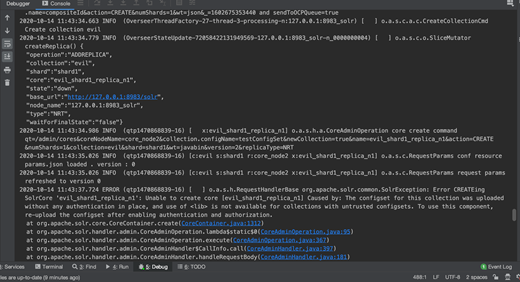 Debugger Console
.name=compositeId&action=CREATE&numShards=1&wt=json&_=1602675353440 and sendToOCPQueue=true
2020-10-14 11:43:34.663 INFO (OverseerThreadFactory-27-thread-3-processing-n:127.0.0.1:8983_solr) [ ] o.a.s.c.a.c.CreateCollectionCmd
Create collection evil
2020-10-14 11:43:34.779 INFO (OverseerStateUpdate-72058422131949569-127.0.0.1:8983_solr-n_0000000004) [ ] o.a.s.c.o.SliceMutator
createReplica() {
"operation":"ADDREPLICA",
"collection":"evil",
"shard":"shard1",
"core":"evil_shard1_replica_n1",
"state":"down",
"base_url":"http://127.0.0.1:8983/solr",
"node_name":"127.0.0.1:8983_solr",
"type":"NRT",
"waitForFinalState":"false"}
2020-10-14 11:43:34.986 INFO (qtp1470868839-16) [ x:evil_shard1_replica_n1] o.a.s.h.a.CoreAdminOperation core create command
qt=/admin/cores&coreNodeName=core_node2&collection.configName=testConfigSet&newCollection=true&name=evil_shard1_replica_n1&action=CREATE
&numShards=1&collection=evil&shard=shard1&wt=javabin&version=2&replicaType=NRT
2020-10-14 11:43:35.026 INFO (qtp1470868839-16) [c:evil s:shard1 r:core_node2 x:evil_shard1_replica_n1] o.a.s.c.RequestParams conf resource
params.json loaded . version : 0
2020-10-14 11:43:35.026 INFO (qtp1470868839-16) [c:evil s:shard1 r:core_node2 x:evil_shard1_replica_n1] o.a.s.c.RequestParams request params
refreshed to version 0
2020-10-14 11:43:37.724 ERROR (qtp1470868839-16) [ ] o.a.s.h.RequestHandlerBase org.apache.solr.common.SolrException: Error CREATEing
SolrCore 'evil_shard1_replica_n1': Unable to create core [evil_shard1_replica_n1] Caused by: The configset for this collection was uploaded
without any authentication in place, and use of <lib> is not available for collections with untrusted configsets. To use this component,
re-upload the configset after enabling authentication and authorization.
at org.apache.solr.core.CoreContainer.create(CoreContainer.java:1312)
at org.apache.solr.handler.admin.CoreAdminOperation.lambda$static$0(CoreAdminOperation.java:95)
at org.apache.solr.handler.admin.CoreAdminOperation.execute(CoreAdminOperation.java:367)
at org.apache.solr.handler.admin.CoreAdminHandler$CallInfo.call(CoreAdminHandler.java:397)
at org.apache.solr.handler.admin.CoreAdminHandler.handleRequestBody(CoreAdminHandler.java:181)
Services Terminal 3: Find 4: Run 5: Debug 6: TODO Event Log
les are up-to-date (9 minutes ago) 488:1 LF UTF-8 2 spaces